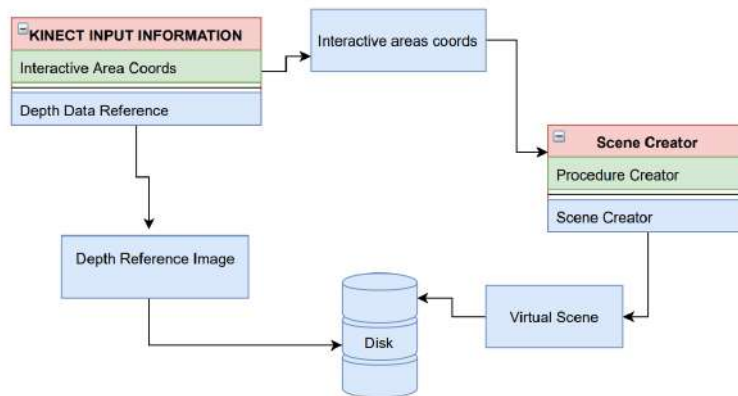 KINECT INPUT INFORMATION
Interactive Area Coords
Depth Data Reference
Interactive areas coords
Scene Creator
Procedure Creator
Scene Creator
Depth Reference Image
Disk
Virtual Scene